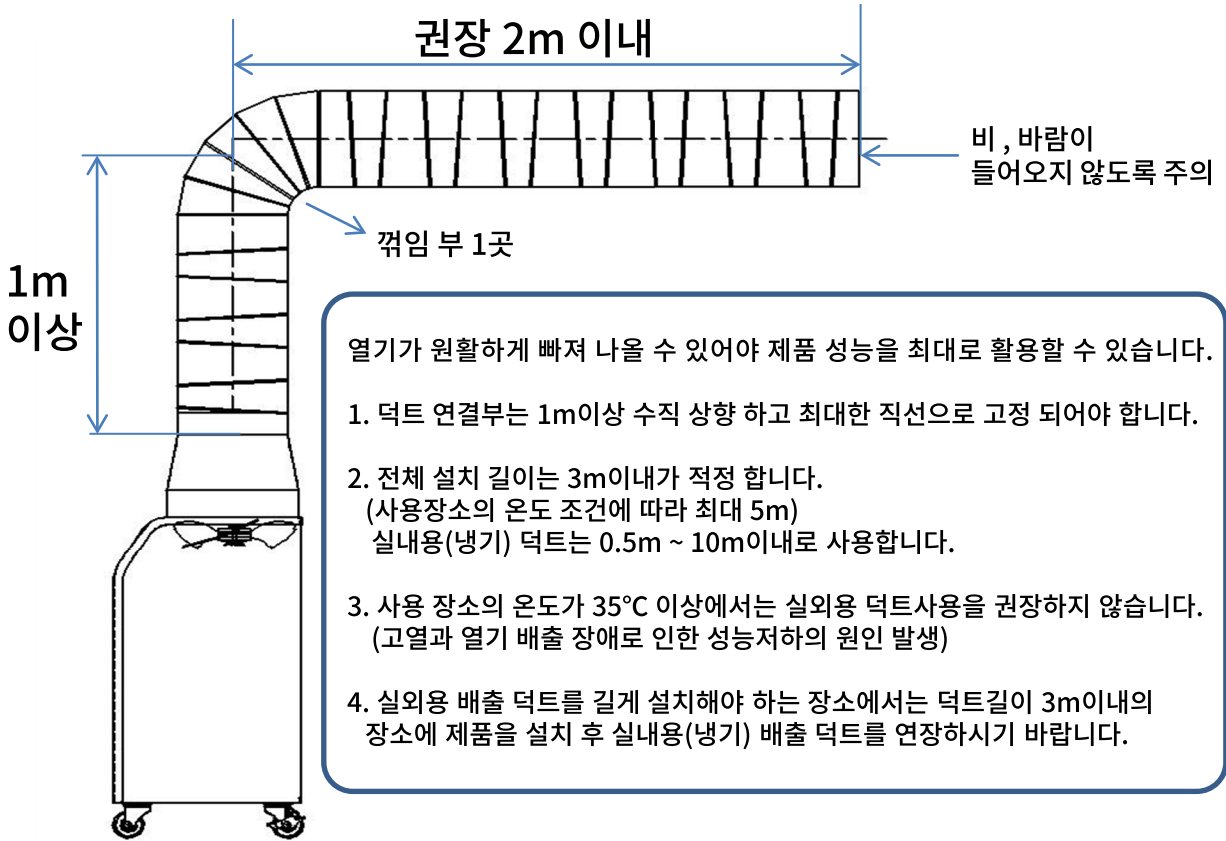 권장 2m 이내
비 , 바람이
들어오지 않도록 주의
꺾임 부 1곳
1m
이상
열기가 원활하게 빠져 나올 수 있어야 제품 성능을 최대로 활용할 수 있습니다.
1. 덕트 연결부는 1m이상 수직 상향 하고 최대한 직선으로 고정 되어야 합니다.
2. 전체 설치 길이는 3m이내가 적정 합니다.
(사용장소의 온도 조건에 따라 최대 5m)
실내용(냉기) 덕트는 0.5m ~ 10m이내로 사용합니다.
3. 사용 장소의 온도가 35℃ 이상에서는 실외용 덕트사용을 권장하지 않습니다.
(고열과 열기 배출 장애로 인한 성능저하의 원인 발생)
4. 실외용 배출 덕트를 길게 설치해야 하는 장소에서는 덕트길이 3m이내의
장소에 제품을 설치 후 실내용(냉기) 배출 덕트를 연장하시기 바랍니다.